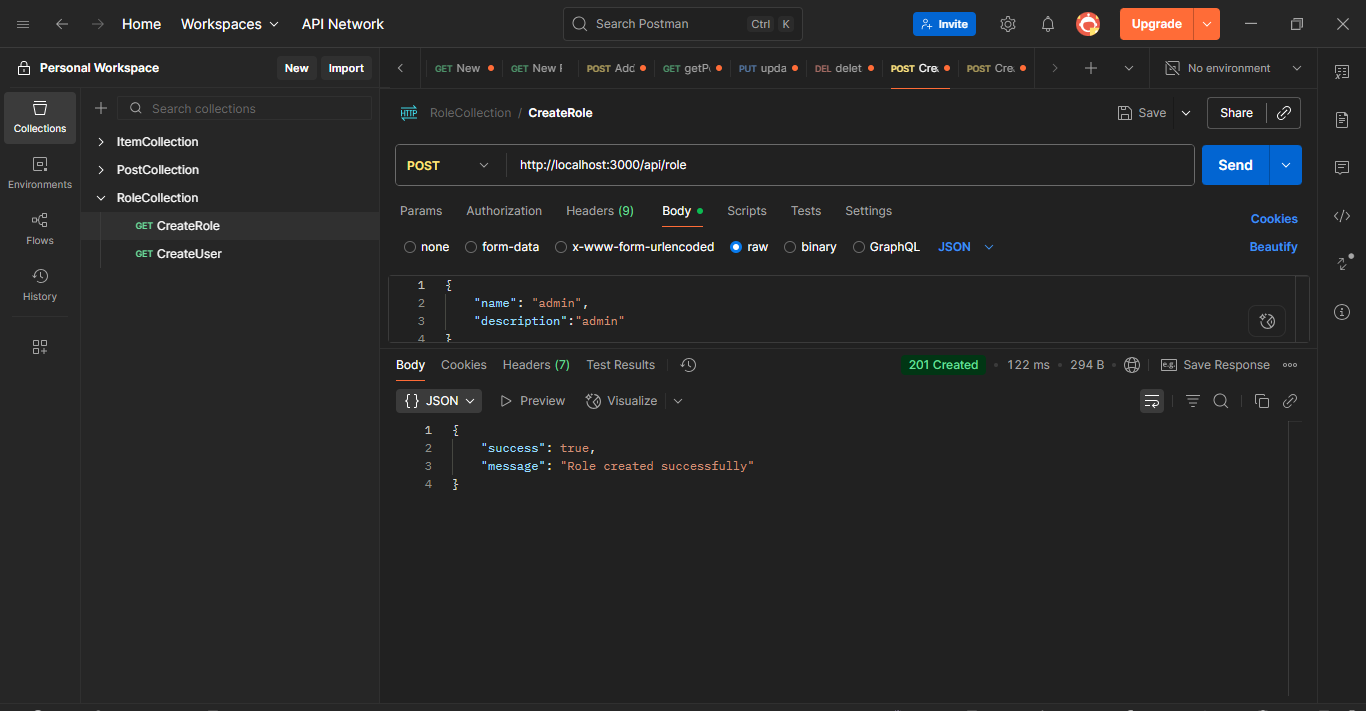 Home Workspaces API Network Search Postman Ctrl K Invite Upgrade
Personal Workspace New Import
GET New GET New POST Add GET getP PUT upda DEL delet POST Cre POST Cre No environment
Collections
Environments
Flows
History
Search collections
ItemCollection
PostCollection
RoleCollection
GET CreateRole
GET CreateUser
HTTP RoleCollection / CreateRole Save Share
POST http://localhost:3000/api/role Send
Params Authorization Headers (9) Body Scripts Tests Settings Cookies
none form-data x-www-form-urlencoded raw binary GraphQL JSON Beautify
1 {
2 "name": "admin",
3 "description":"admin"
4 }
Body Cookies Headers (7) Test Results 201 Created 122 ms 294 B e.g. Save Response
{} JSON Preview Visualize
1 {
2 "success": true,
3 "message": "Role created successfully"
4 }